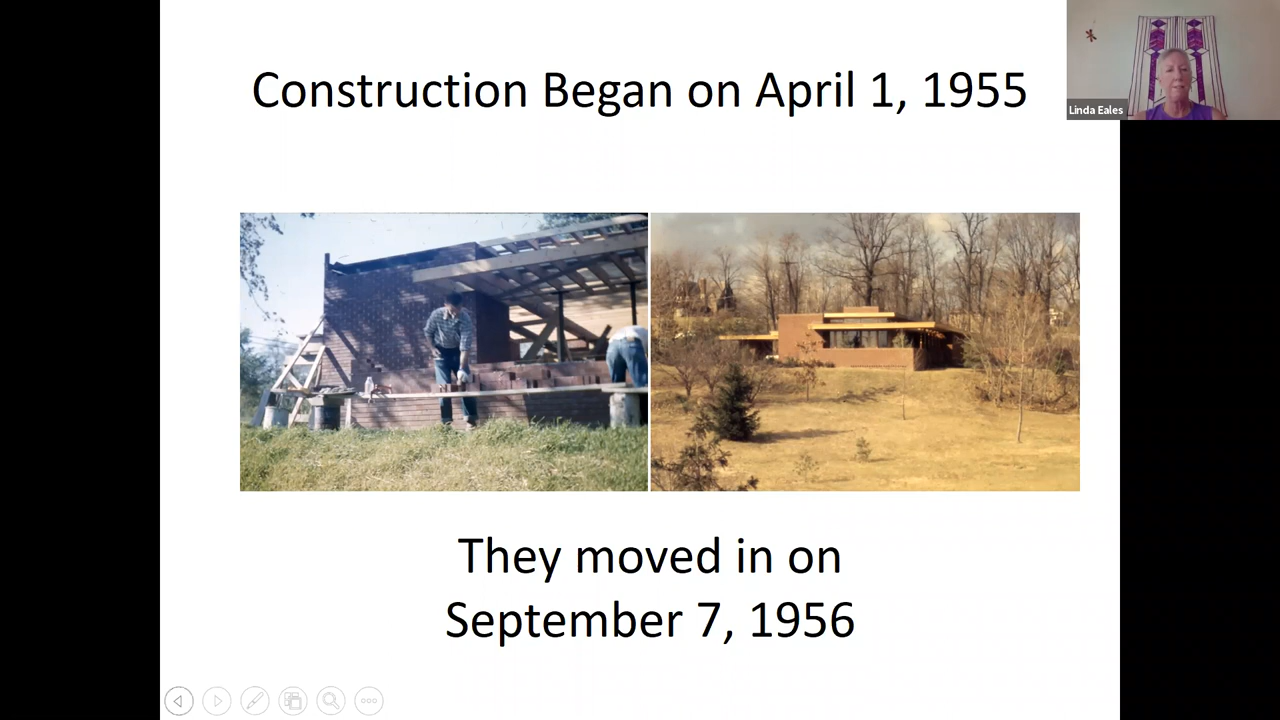 Construction Began on April 1, 1955
Linda Eales
They moved in on
September 7, 1956